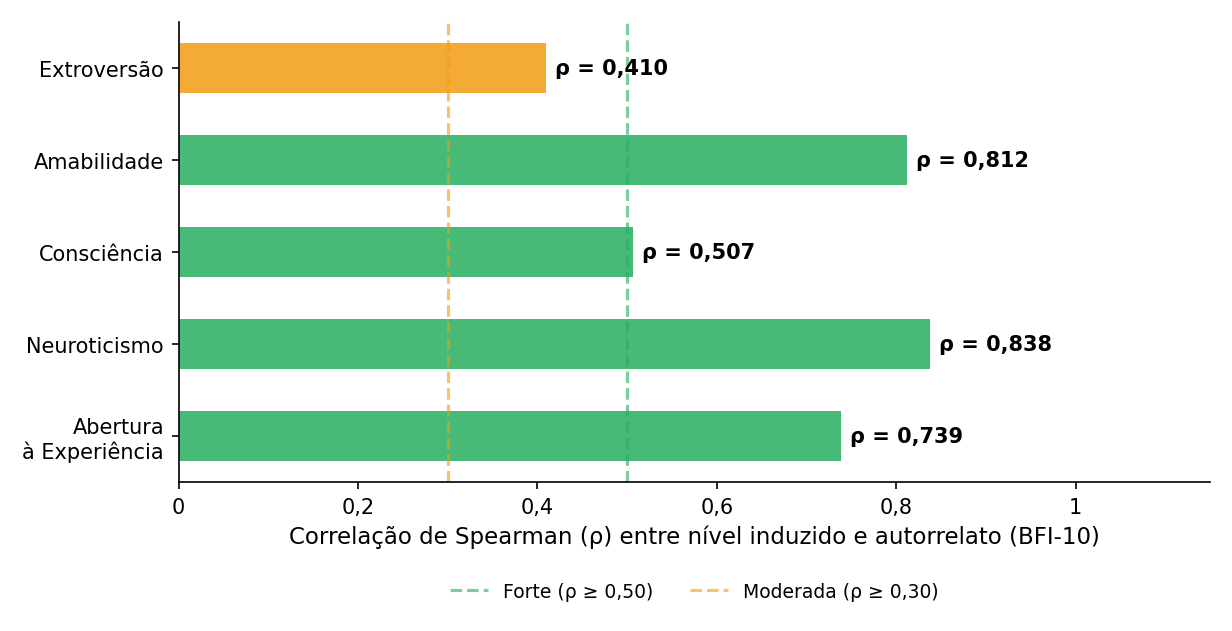 Extroversão
ρ = 0,410
Amabilidade
ρ = 0,812
Consciência
ρ = 0,507
Neuroticismo
ρ = 0,838
Abertura
à Experiência
ρ = 0,739
0 0,2 0,4 0,6 0,8 1
Correlação de Spearman (ρ) entre nível induzido e autorrelato (BFI-10)
Forte (ρ ≥ 0,50) Moderada (ρ ≥ 0,30)